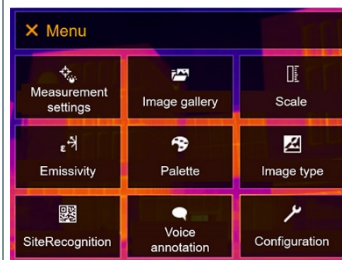 Menu
Measurement
settings
Image gallery
Scale
Emissivity
Palette
Image type
SiteRecognition
Voice
annotation
Configuration